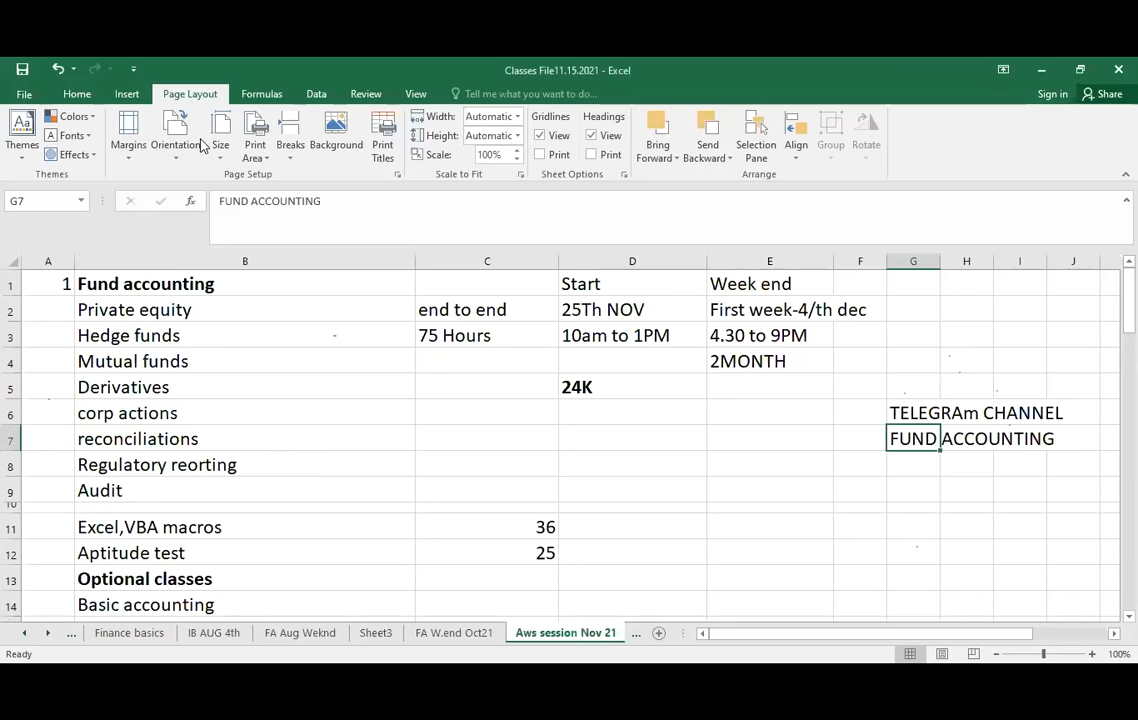 Classes File11.15.2021 - Excel
File Home Insert Page Layout Formulas Data Review View Tell me what you want to do... Sign in Share
Aa Themes
Colors
Fonts
Effects
Themes
Margins Orientation Size Print Area Breaks Background Print Titles
Page Setup
Width: Automatic
Height: Automatic
Scale: 100%
Scale to Fit
Gridlines Headings
View View
Print Print
Sheet Options
Bring Forward Send Backward Selection Pane Align Group Rotate
Arrange
G7 fx FUND ACCOUNTING
A B C D E F G H I J
1 1 Fund accounting Start Week end
2 Private equity end to end 25Th NOV First week-4/th dec
3 Hedge funds 75 Hours 10am to 1PM 4.30 to 9PM
4 Mutual funds 2MONTH
5 Derivatives 24K
6 corp actions TELEGRAm CHANNEL
7 reconciliations FUND ACCOUNTING
8 Regulatory reorting
9 Audit
10
11 Excel,VBA macros 36
12 Aptitude test 25
13 Optional classes
14 Basic accounting
... Finance basics IB AUG 4th FA Aug Weknd Sheet3 FA W.end Oct21 Aws session Nov 21 ...
Ready 100%